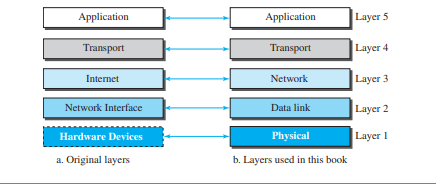 Application Application Layer 5
Transport Transport Layer 4
Internet Network Layer 3
Network Interface Data link Layer 2
Hardware Devices Physical Layer 1
a. Original layers b. Layers used in this book